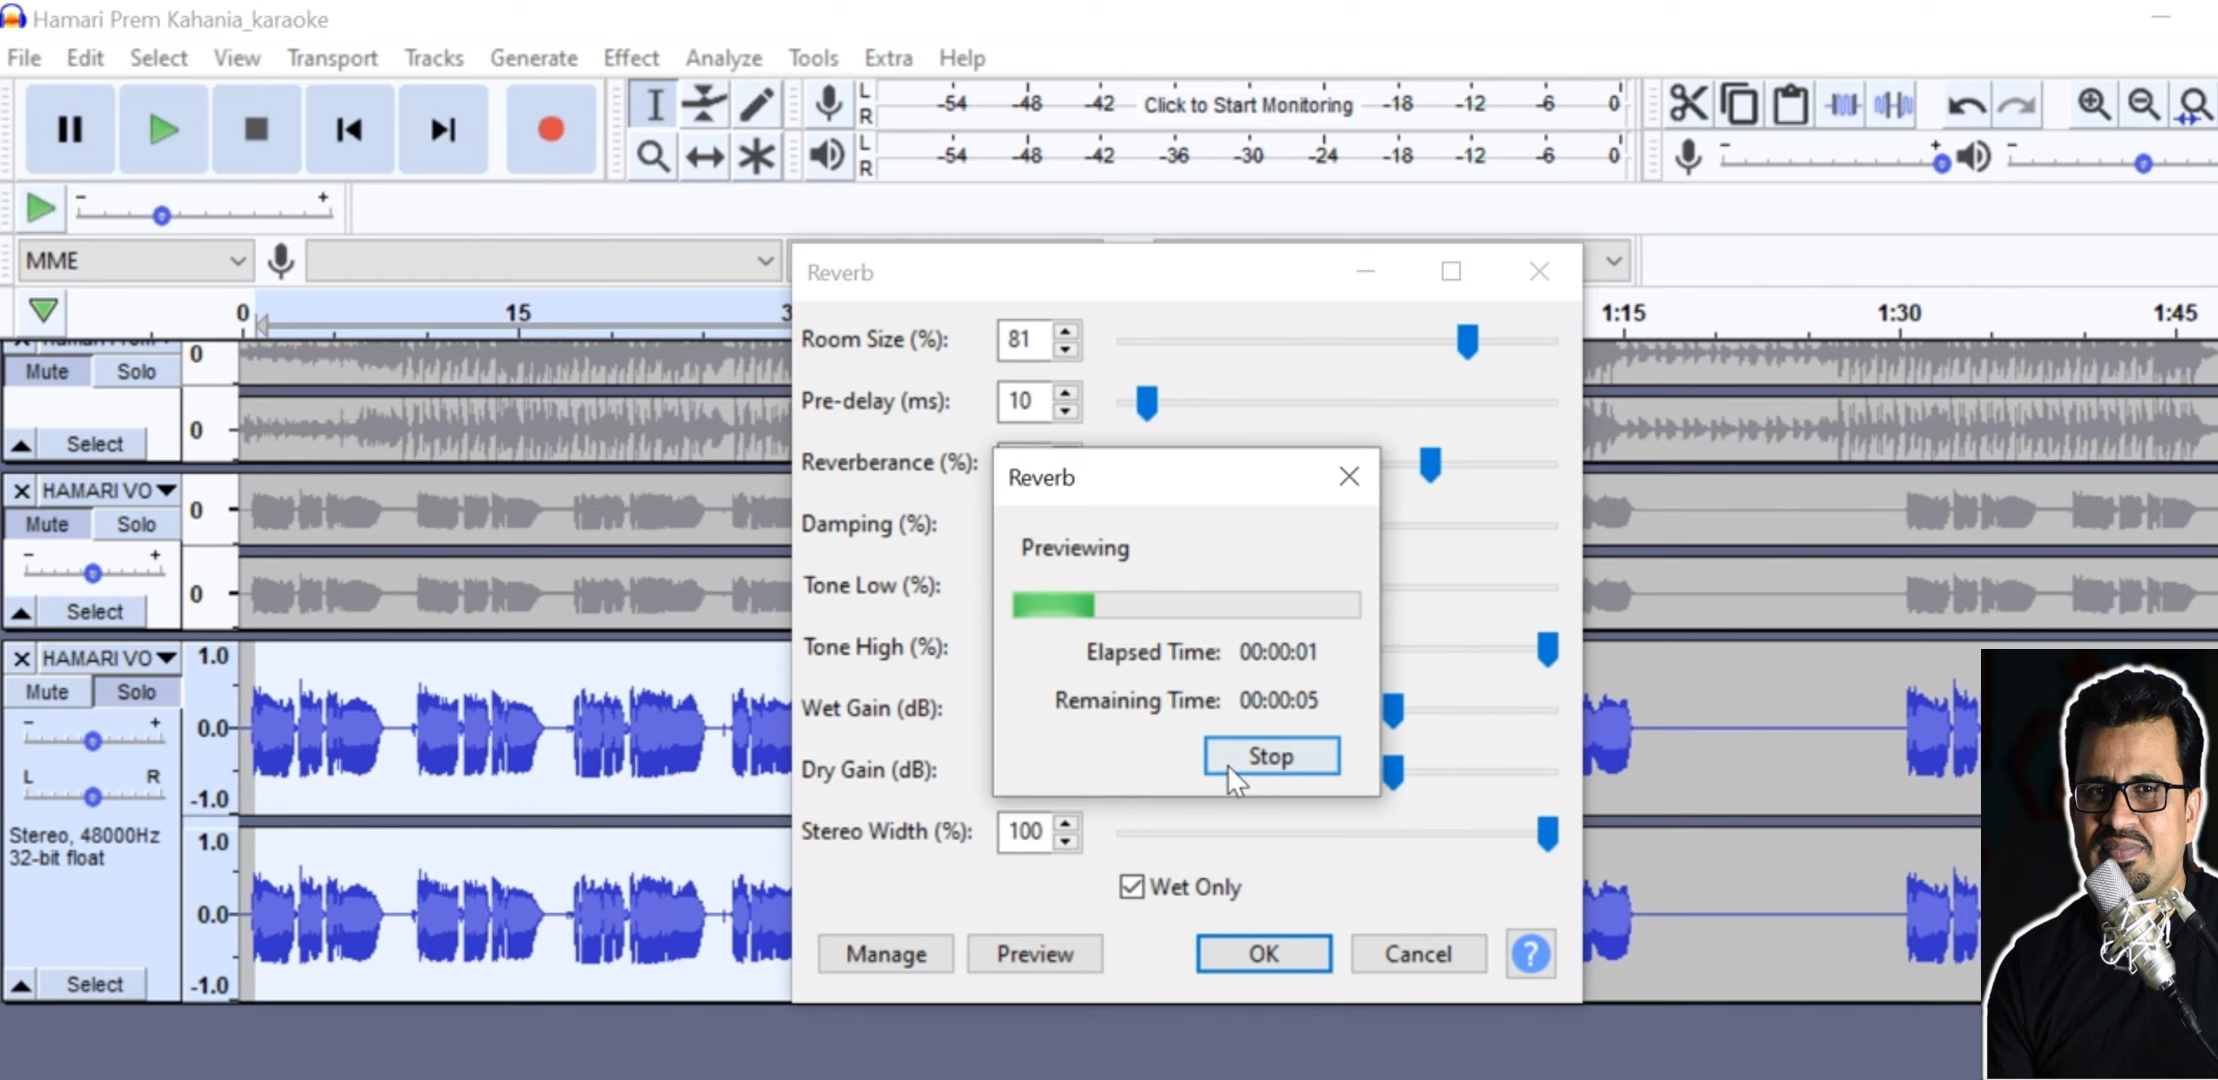 Hamari Prem Kahania_karaoke
File Edit Select View Transport Tracks Generate Effect Analyze Tools Extra Help
L
R
-54 -48 -42 Click to Start Monitoring -18 -12 -6 0
L
R
-54 -48 -42 -36 -30 -24 -18 -12 -6 0
- +
-
- +
MME
Reverb
0 15 3 1:15 1:30 1:45
Room Size (%): 81
0
Mute Solo
Pre-delay (ms): 10
0
Select
Reverberance (%):
Reverb
HAMARI VO
0
Mute Solo
Damping (%):
Previewing
- +
Tone Low (%):
0
Select
Tone High (%):
Elapsed Time: 00:00:01
HAMARI VO
1.0
Mute Solo
Remaining Time: 00:00:05
Wet Gain (dB):
- +
0.0
Stop
Dry Gain (dB):
L R
-1.0
Stereo Width (%): 100
Stereo, 48000Hz
32-bit float
1.0
Wet Only
0.0
Manage Preview OK Cancel ?
Select
-1.0